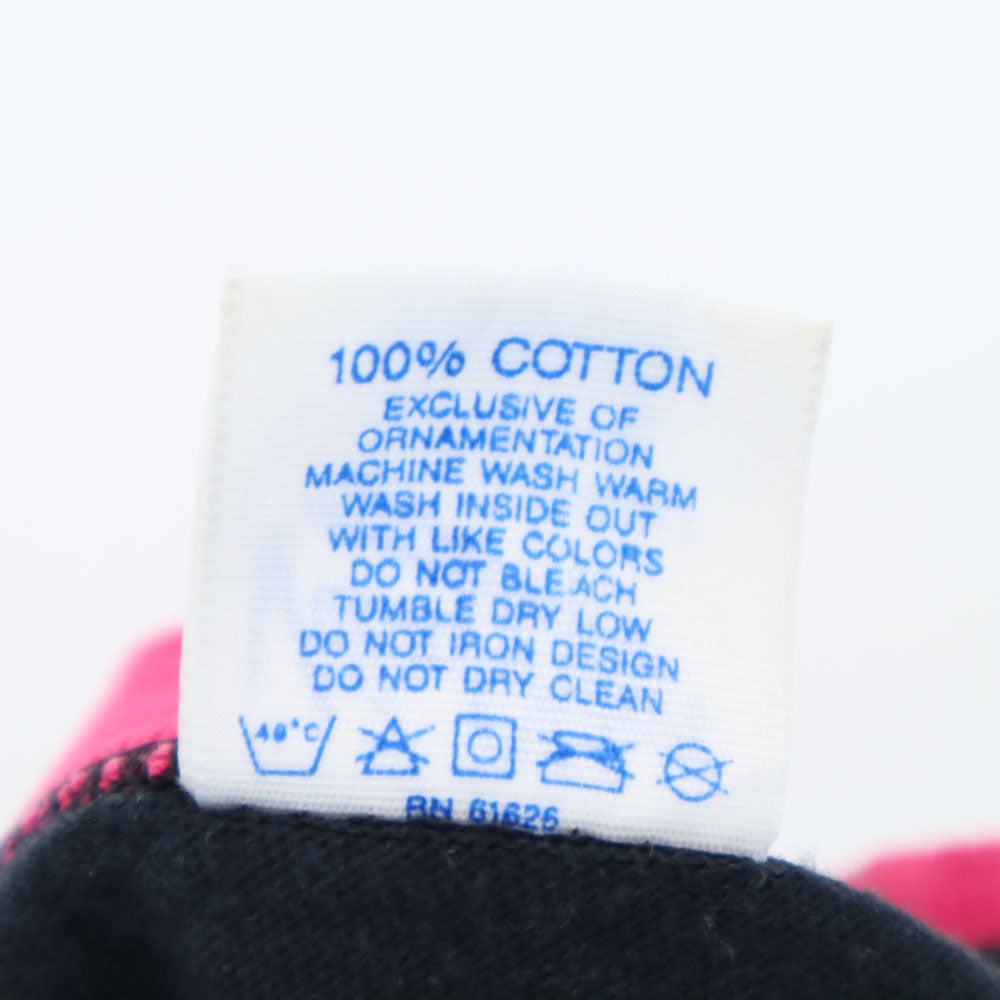 100% COTTON
EXCLUSIVE OF
ORNAMENTATION
MACHINE WASH WARM
WASH INSIDE OUT
WITH LIKE COLORS
DO NOT BLEACH
TUMBLE DRY LOW
DO NOT IRON DESIGN
DO NOT DRY CLEAN
40°C
RN 61626